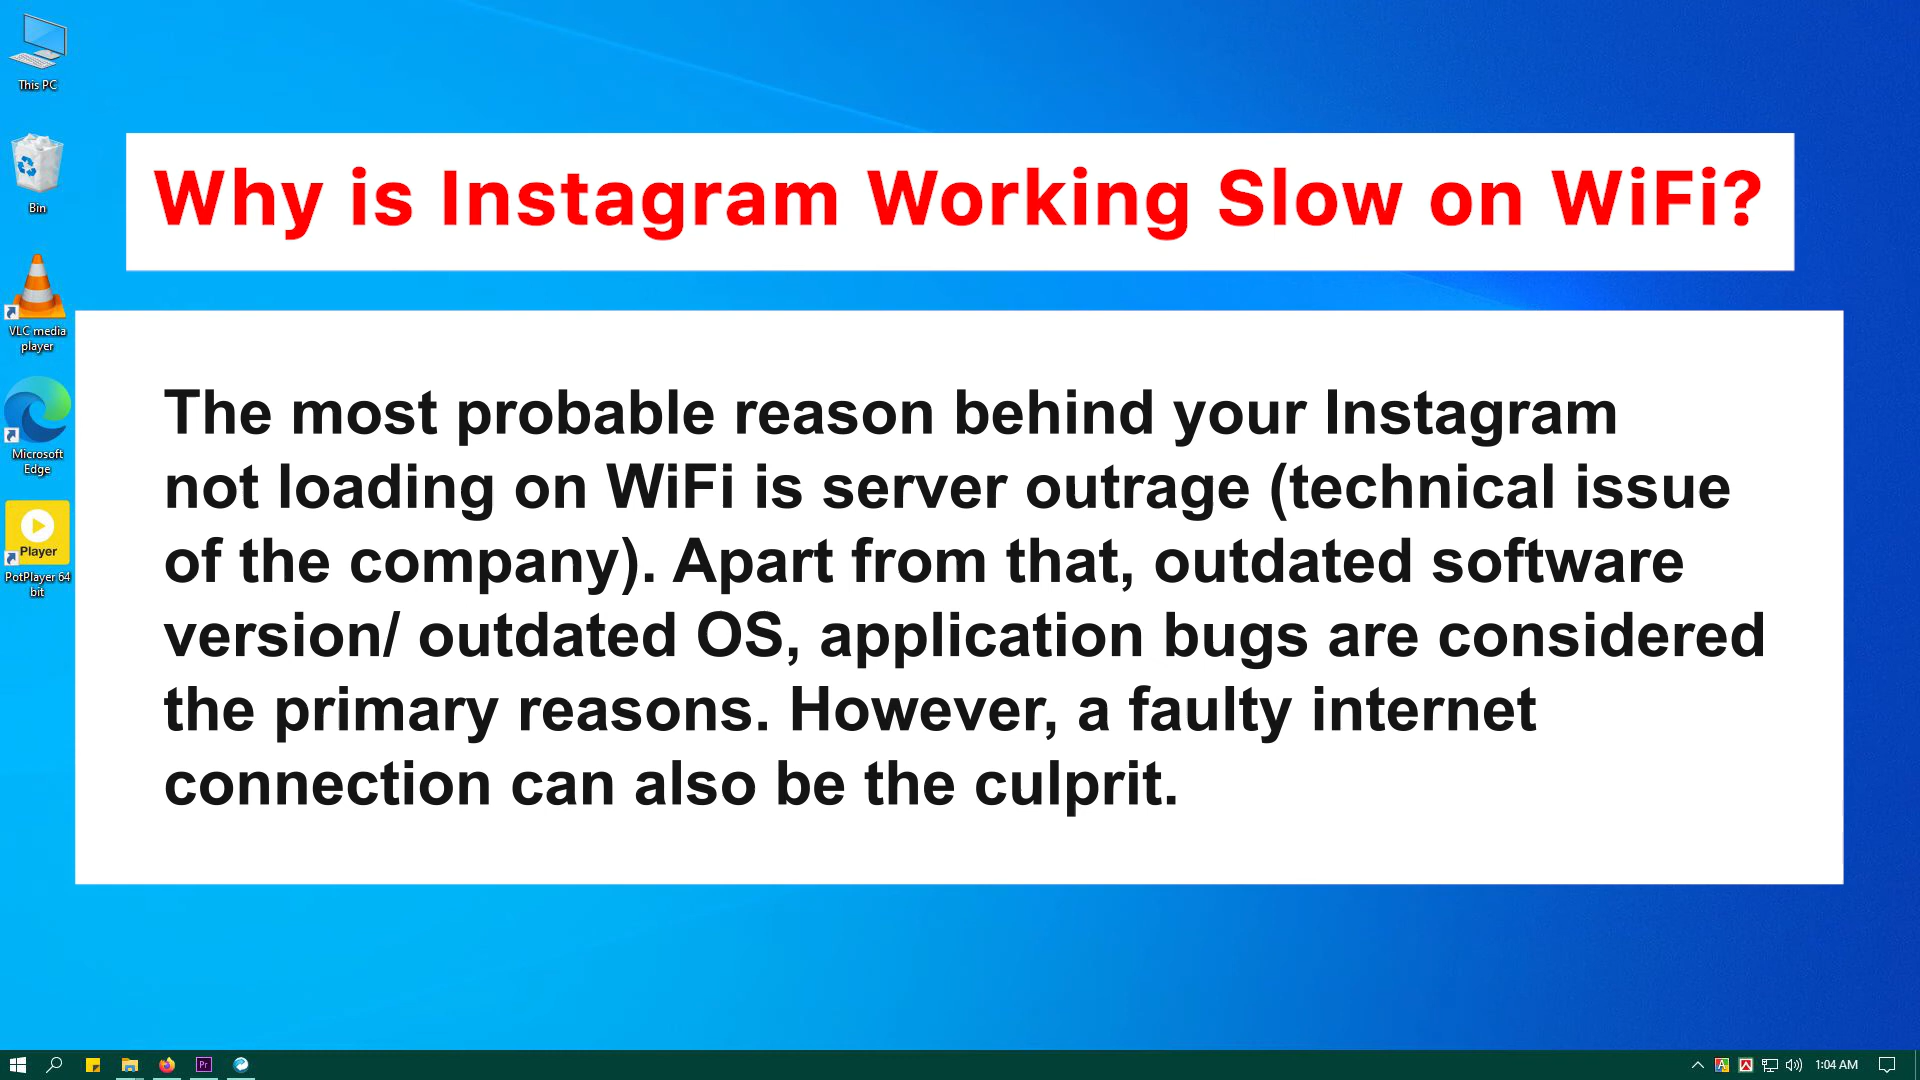 This PC
Bin
VLC media
player
Microsoft
Edge
Player
PotPlayer 64
bit
Why is Instagram Working Slow on WiFi?
The most probable reason behind your Instagram
not loading on WiFi is server outrage (technical issue
of the company). Apart from that, outdated software
version/ outdated OS, application bugs are considered
the primary reasons. However, a faulty internet
connection can also be the culprit.
Pr
A
1:04 AM